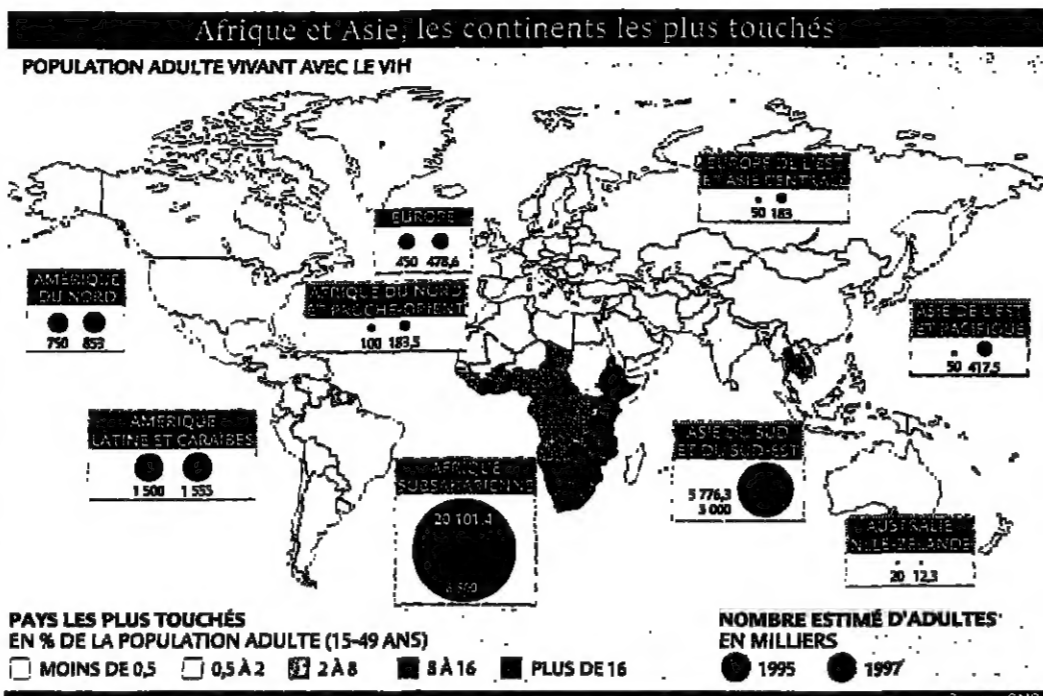 Afrique et Asie, les continents les plus touchés
POPULATION ADULTE VIVANT AVEC LE VIH
EUROPE DE L'EST
ET ASIE CENTRALE
50 183
EUROPE
450 478,6
AMÉRIQUE
DU NORD
750 853
AFRIQUE DU NORD
ET PROCHE-ORIENT
100 183,5
ASIE DE L'EST
ET PACIFIQUE
50 417,5
AMÉRIQUE
LATINE ET CARAÏBES
1 500 1 555
AFRIQUE
SUBSAHARIENNE
20 101,4
ASIE DU SUD
ET DU SUD-EST
5 776,3
3 000
AUSTRALIE
NLLE-ZÉLANDE
20 12,3
PAYS LES PLUS TOUCHÉS
EN % DE LA POPULATION ADULTE (15-49 ANS)
MOINS DE 0,5 0,5 À 2 2 À 8 8 À 16 PLUS DE 16
NOMBRE ESTIMÉ D'ADULTES
EN MILLIERS
1995 1997